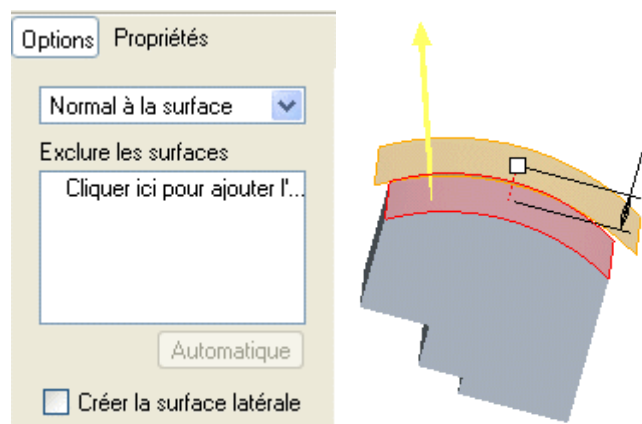 Options Propriétés
Normal à la surface
Exclure les surfaces
Cliquer ici pour ajouter l'...
Automatique
Créer la surface latérale